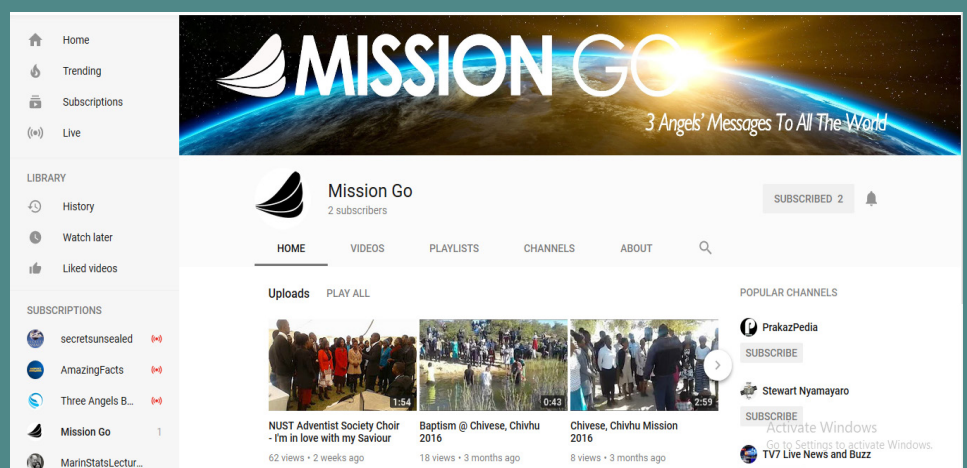 Home
Trending
Subscriptions
Live
LIBRARY
History
Watch later
Liked videos
SUBSCRIPTIONS
secretsunsealed
AmazingFacts
Three Angels B...
Mission Go 1
MarinStatsLectur...
MISSION GO
3 Angels' Messages To All The World
Mission Go
2 subscribers
SUBSCRIBED 2
HOME VIDEOS PLAYLISTS CHANNELS ABOUT
Uploads PLAY ALL
1:54
NUST Adventist Society Choir
- I'm in love with my Saviour
62 views • 2 weeks ago
0:43
Baptism @ Chivese, Chivhu
2016
18 views • 3 months ago
2:59
Chivese, Chivhu Mission
2016
8 views • 3 months ago
POPULAR CHANNELS
PrakazPedia
SUBSCRIBE
Stewart Nyamayaro
SUBSCRIBE
TV7 Live News and Buzz
Activate Windows
Go to Settings to activate Windows.